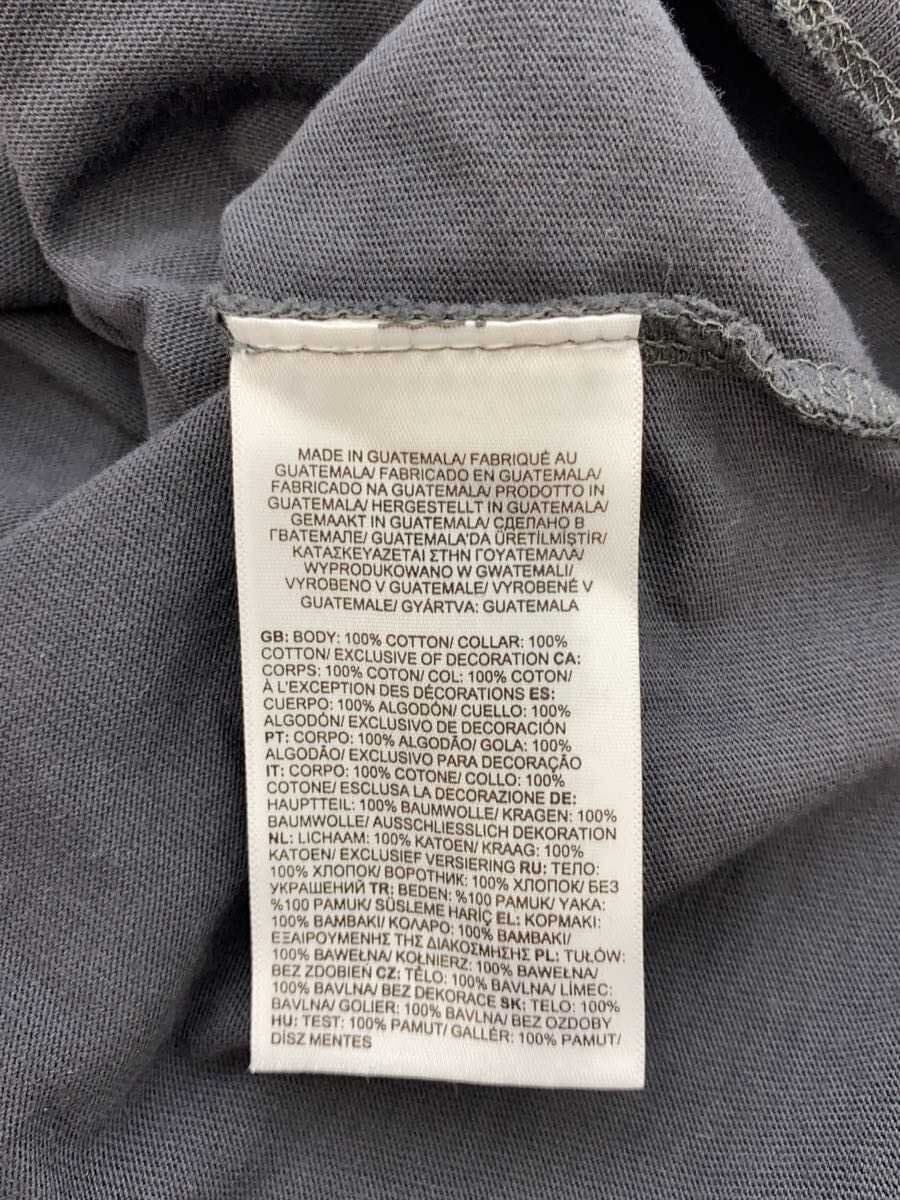 MADE IN GUATEMALA/ FABRIQUÉ AU
GUATEMALA/ FABRICADO EN GUATEMALA/
FABRICADO NA GUATEMALA/ PRODOTTO IN
GUATEMALA/ HERGESTELLT IN GUATEMALA/
GEMAAKT IN GUATEMALA/ СДЕЛАНО В
ГВАТЕМАЛЕ/ GUATEMALA'DA ÜRETİLMİŞTİR/
ΚΑΤΑΣΚΕΥΑΖΕΤΑΙ ΣΤΗΝ ΓΟΥΑΤΕΜΑΛΑ/
WYPRODUKOWANO W GWATEMALI/
VYROBENO V GUATEMALE/ VYROBENÉ V
GUATEMALE/ GYÁRTVA: GUATEMALA
GB: BODY: 100% COTTON/ COLLAR: 100%
COTTON/ EXCLUSIVE OF DECORATION CA:
CORPS: 100% COTON/ COL: 100% COTON/
À L'EXCEPTION DES DÉCORATIONS ES:
CUERPO: 100% ALGODÓN/ CUELLO: 100%
ALGODÓN/ EXCLUSIVO DE DECORACIÓN
PT: CORPO: 100% ALGODÃO/ GOLA: 100%
ALGODÃO/ EXCLUSIVO PARA DECORAÇÃO
IT: CORPO: 100% COTONE/ COLLO: 100%
COTONE/ ESCLUSA LA DECORAZIONE DE:
HAUPTTEIL: 100% BAUMWOLLE/ KRAGEN: 100%
BAUMWOLLE/ AUSSCHLIESSLICH DEKORATION
NL: LICHAAM: 100% KATOEN/ KRAAG: 100%
KATOEN/ EXCLUSIEF VERSIERING RU: ТЕЛО:
100% ХЛОПОК/ ВОРОТНИК: 100% ХЛОПОК/ БЕЗ
УКРАШЕНИЙ TR: BEDEN: %100 PAMUK/ YAKA:
%100 PAMUK/ SÜSLEME HARİÇ EL: ΚΟΡΜΑΚΙ:
100% ΒΑΜΒΑΚΙ/ ΚΟΛΑΡΟ: 100% ΒΑΜΒΑΚΙ/
ΕΞΑΙΡΟΥΜΕΝΗΣ ΤΗΣ ΔΙΑΚΟΣΜΗΣΗΣ PL: TUŁÓW:
100% BAWEŁNA/ KOŁNIERZ: 100% BAWEŁNA/
BEZ ZDOBIEN CZ: TĚLO: 100% BAVLNA/ LÍMEC:
100% BAVLNA/ BEZ DEKORACE SK: TELO: 100%
BAVLNA/ GOLIER: 100% BAVLNA/ BEZ OZDOBY
HU: TEST: 100% PAMUT/ GALLÉR: 100% PAMUT/
DÍSZ MENTES